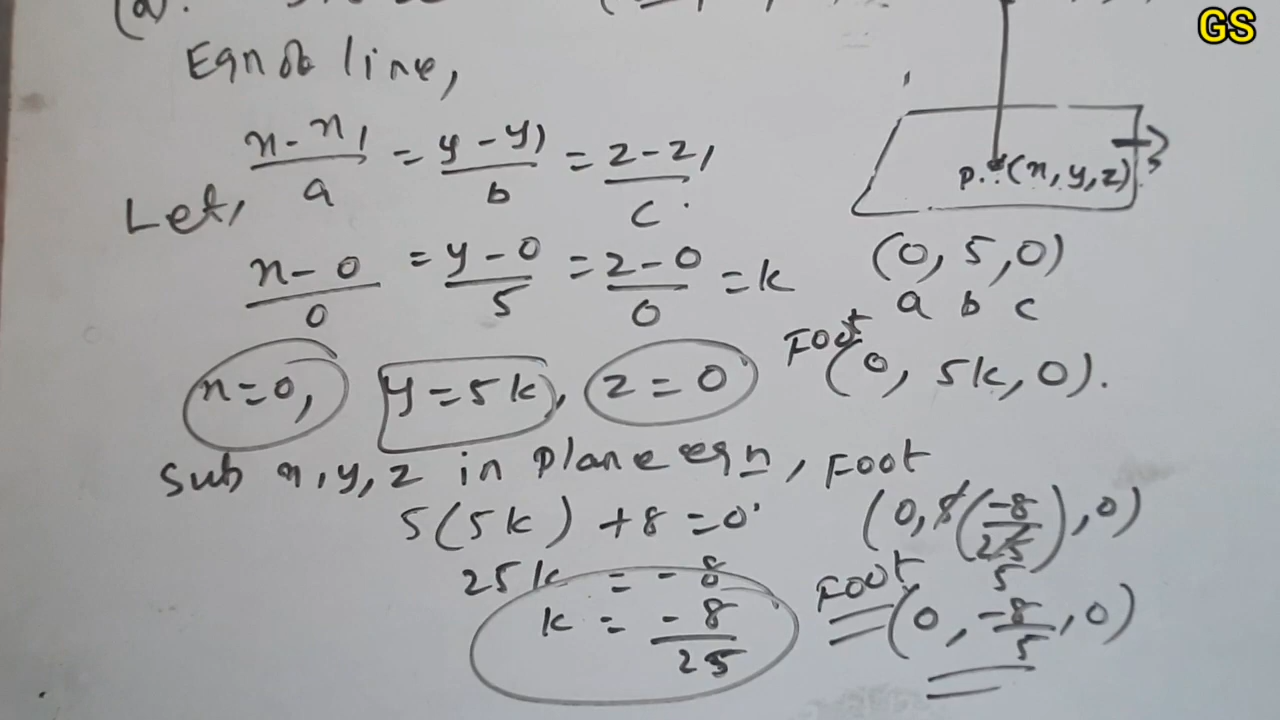 (a).
GS
Eqn of line,
x - x1 / a = y - y1 / b = z - z1 / c
P.(x, y, z)
Let,
x - 0 / 0 = y - 0 / 5 = z - 0 / 0 = k
(0, 5, 0)
a b c
x = 0, y = 5k, z = 0
Foot (0, 5k, 0).
Sub x, y, z in plane eqn,
5(5k) + 8 = 0
25k = - 8
k = - 8 / 25
Foot
(0, 5(-8 / 25), 0)
5
Foot (0, -8 / 5, 0)